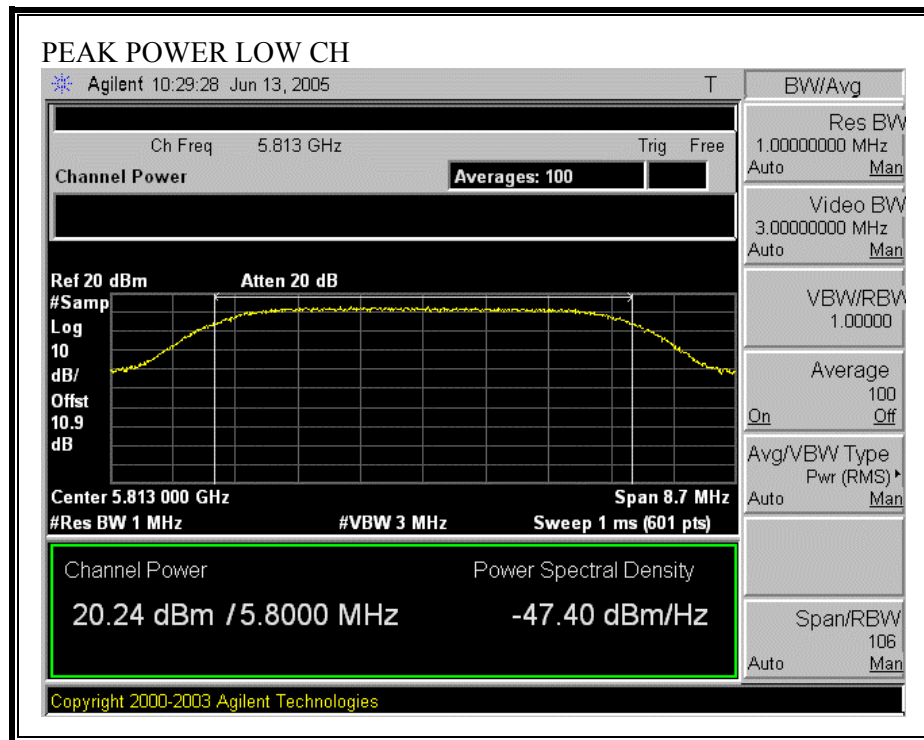 PEAK POWER LOW CH
Agilent 10:29:28 Jun 13, 2005 T
Ch Freq 5.813 GHz Trig Free
Channel Power Averages: 100
Ref 20 dBm Atten 20 dB
#Samp
Log
10
dB/
Offst
10.9
dB
Center 5.813 000 GHz Span 8.7 MHz
#Res BW 1 MHz #VBW 3 MHz Sweep 1 ms (601 pts)
Channel Power Power Spectral Density
20.24 dBm / 5.8000 MHz -47.40 dBm/Hz
Copyright 2000-2003 Agilent Technologies
BW/Avg
Res BW
1.00000000 MHz
Auto Man
Video BW
3.00000000 MHz
Auto Man
VBW/RBW
1.00000
Average
100
On Off
Avg/VBW Type
Pwr (RMS)
Auto Man
Span/RBW
106
Auto Man